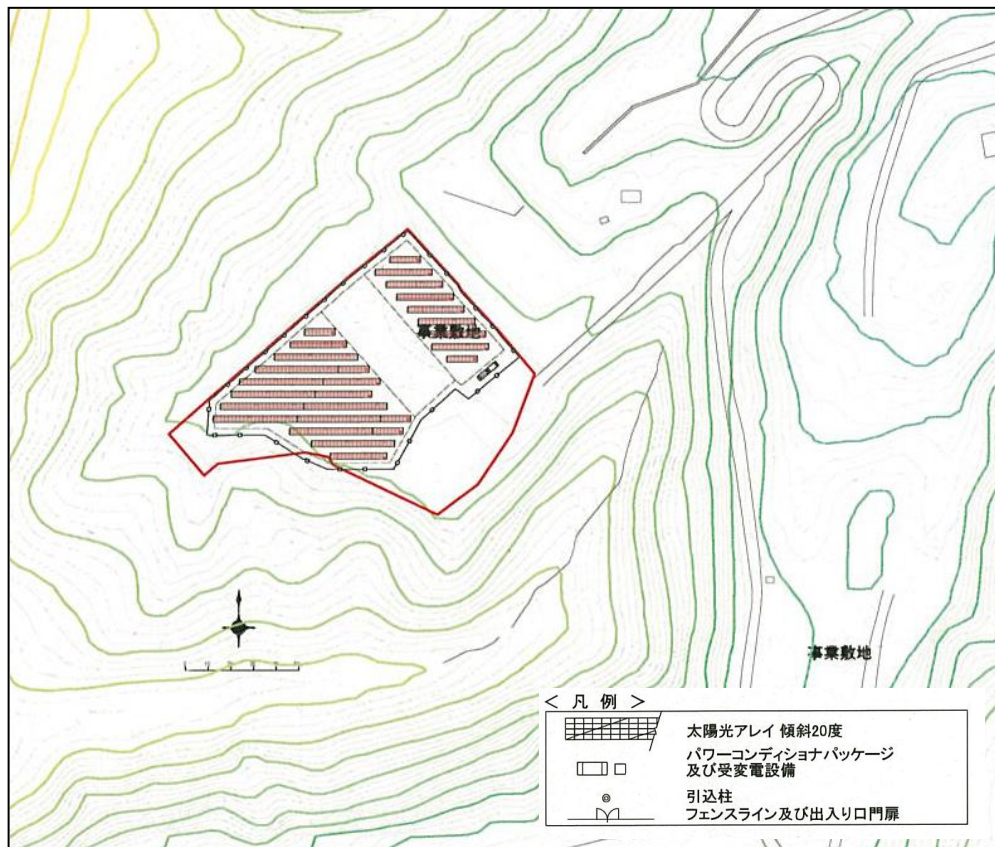 事業敷地
事業敷地
< 凡 例 >
太陽光アレイ 傾斜20度
パワーコンディショナパッケージ
及び受変電設備
引込柱
フェンスライン及び出入り口門扉